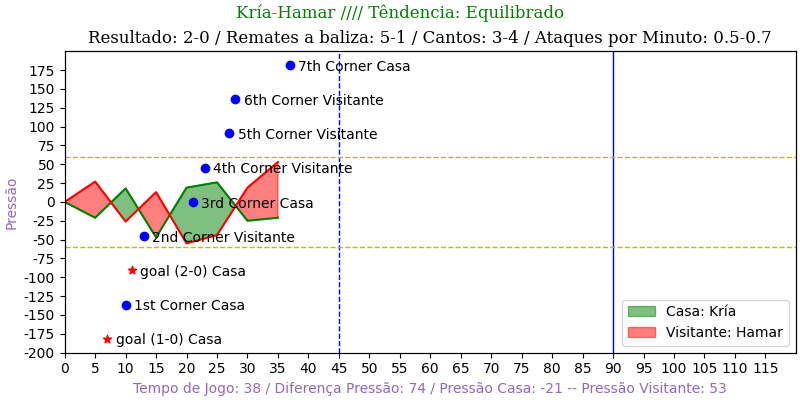 Kría-Hamar //// Têndencia: Equilibrado
Resultado: 2-0 / Remates a baliza: 5-1 / Cantos: 3-4 / Ataques por Minuto: 0.5-0.7
Pressão
175
150
125
100
75
50
25
0
-25
-50
-75
-100
-125
-150
-175
-200
7th Corner Casa
6th Corner Visitante
5th Corner Visitante
4th Corner Visitante
3rd Corner Casa
2nd Corner Visitante
goal (2-0) Casa
1st Corner Casa
goal (1-0) Casa
Casa: Kría
Visitante: Hamar
0 5 10 15 20 25 30 35 40 45 50 55 60 65 70 75 80 85 90 95 100 105 110 115
Tempo de Jogo: 38 / Diferença Pressão: 74 / Pressão Casa: -21 -- Pressão Visitante: 53